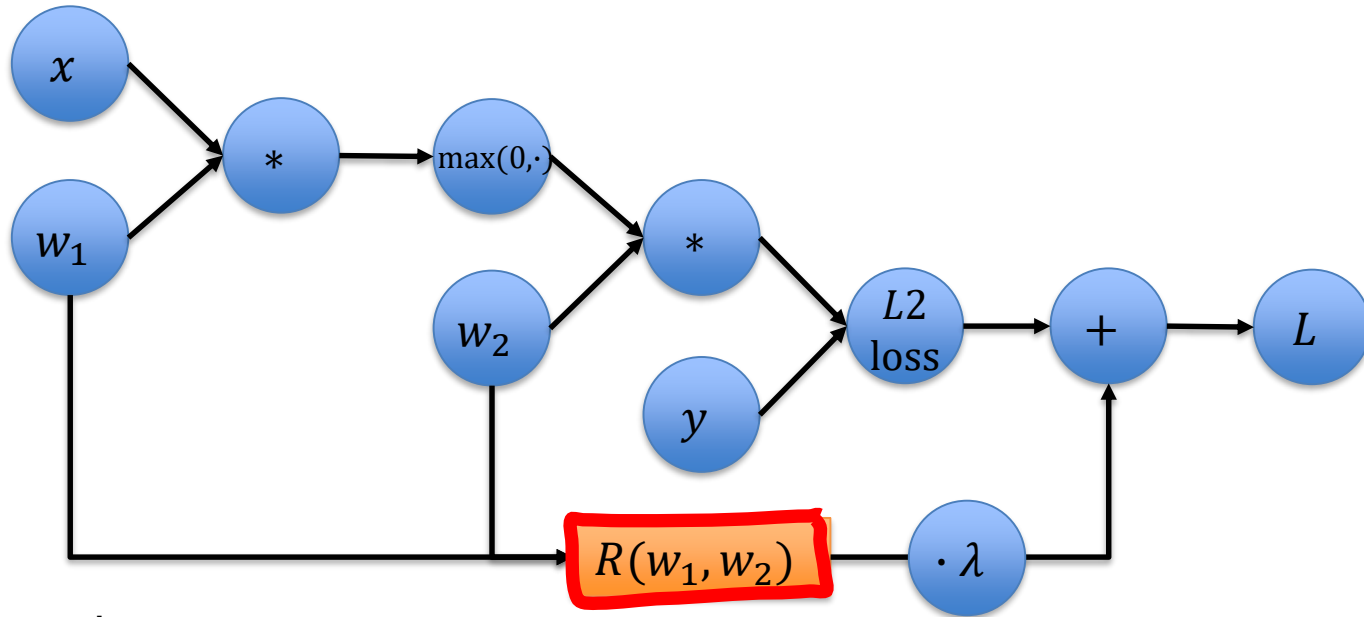 x
*
max(0,·)
w₁
*
w₂
L2
loss
+
L
y
R(w₁, w₂)
· λ